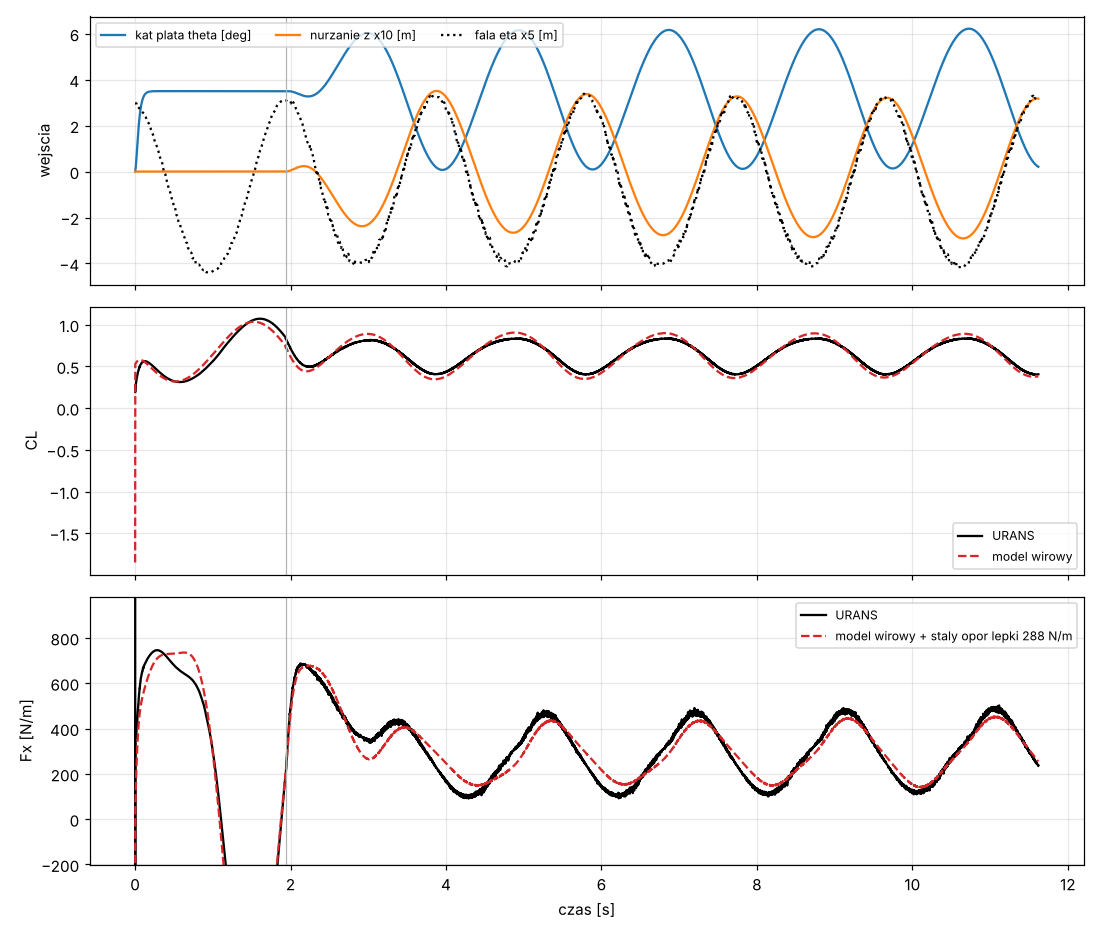 kat plata theta [deg]
nurzanie z x10 [m]
fala eta x5 [m]
wejscia
6
4
2
0
−2
−4
CL
1.0
0.5
0.0
−0.5
−1.0
−1.5
URANS
model wirowy
Fx [N/m]
800
600
400
200
0
−200
URANS
model wirowy + staly opor lepki 288 N/m
0 2 4 6 8 10 12
czas [s]